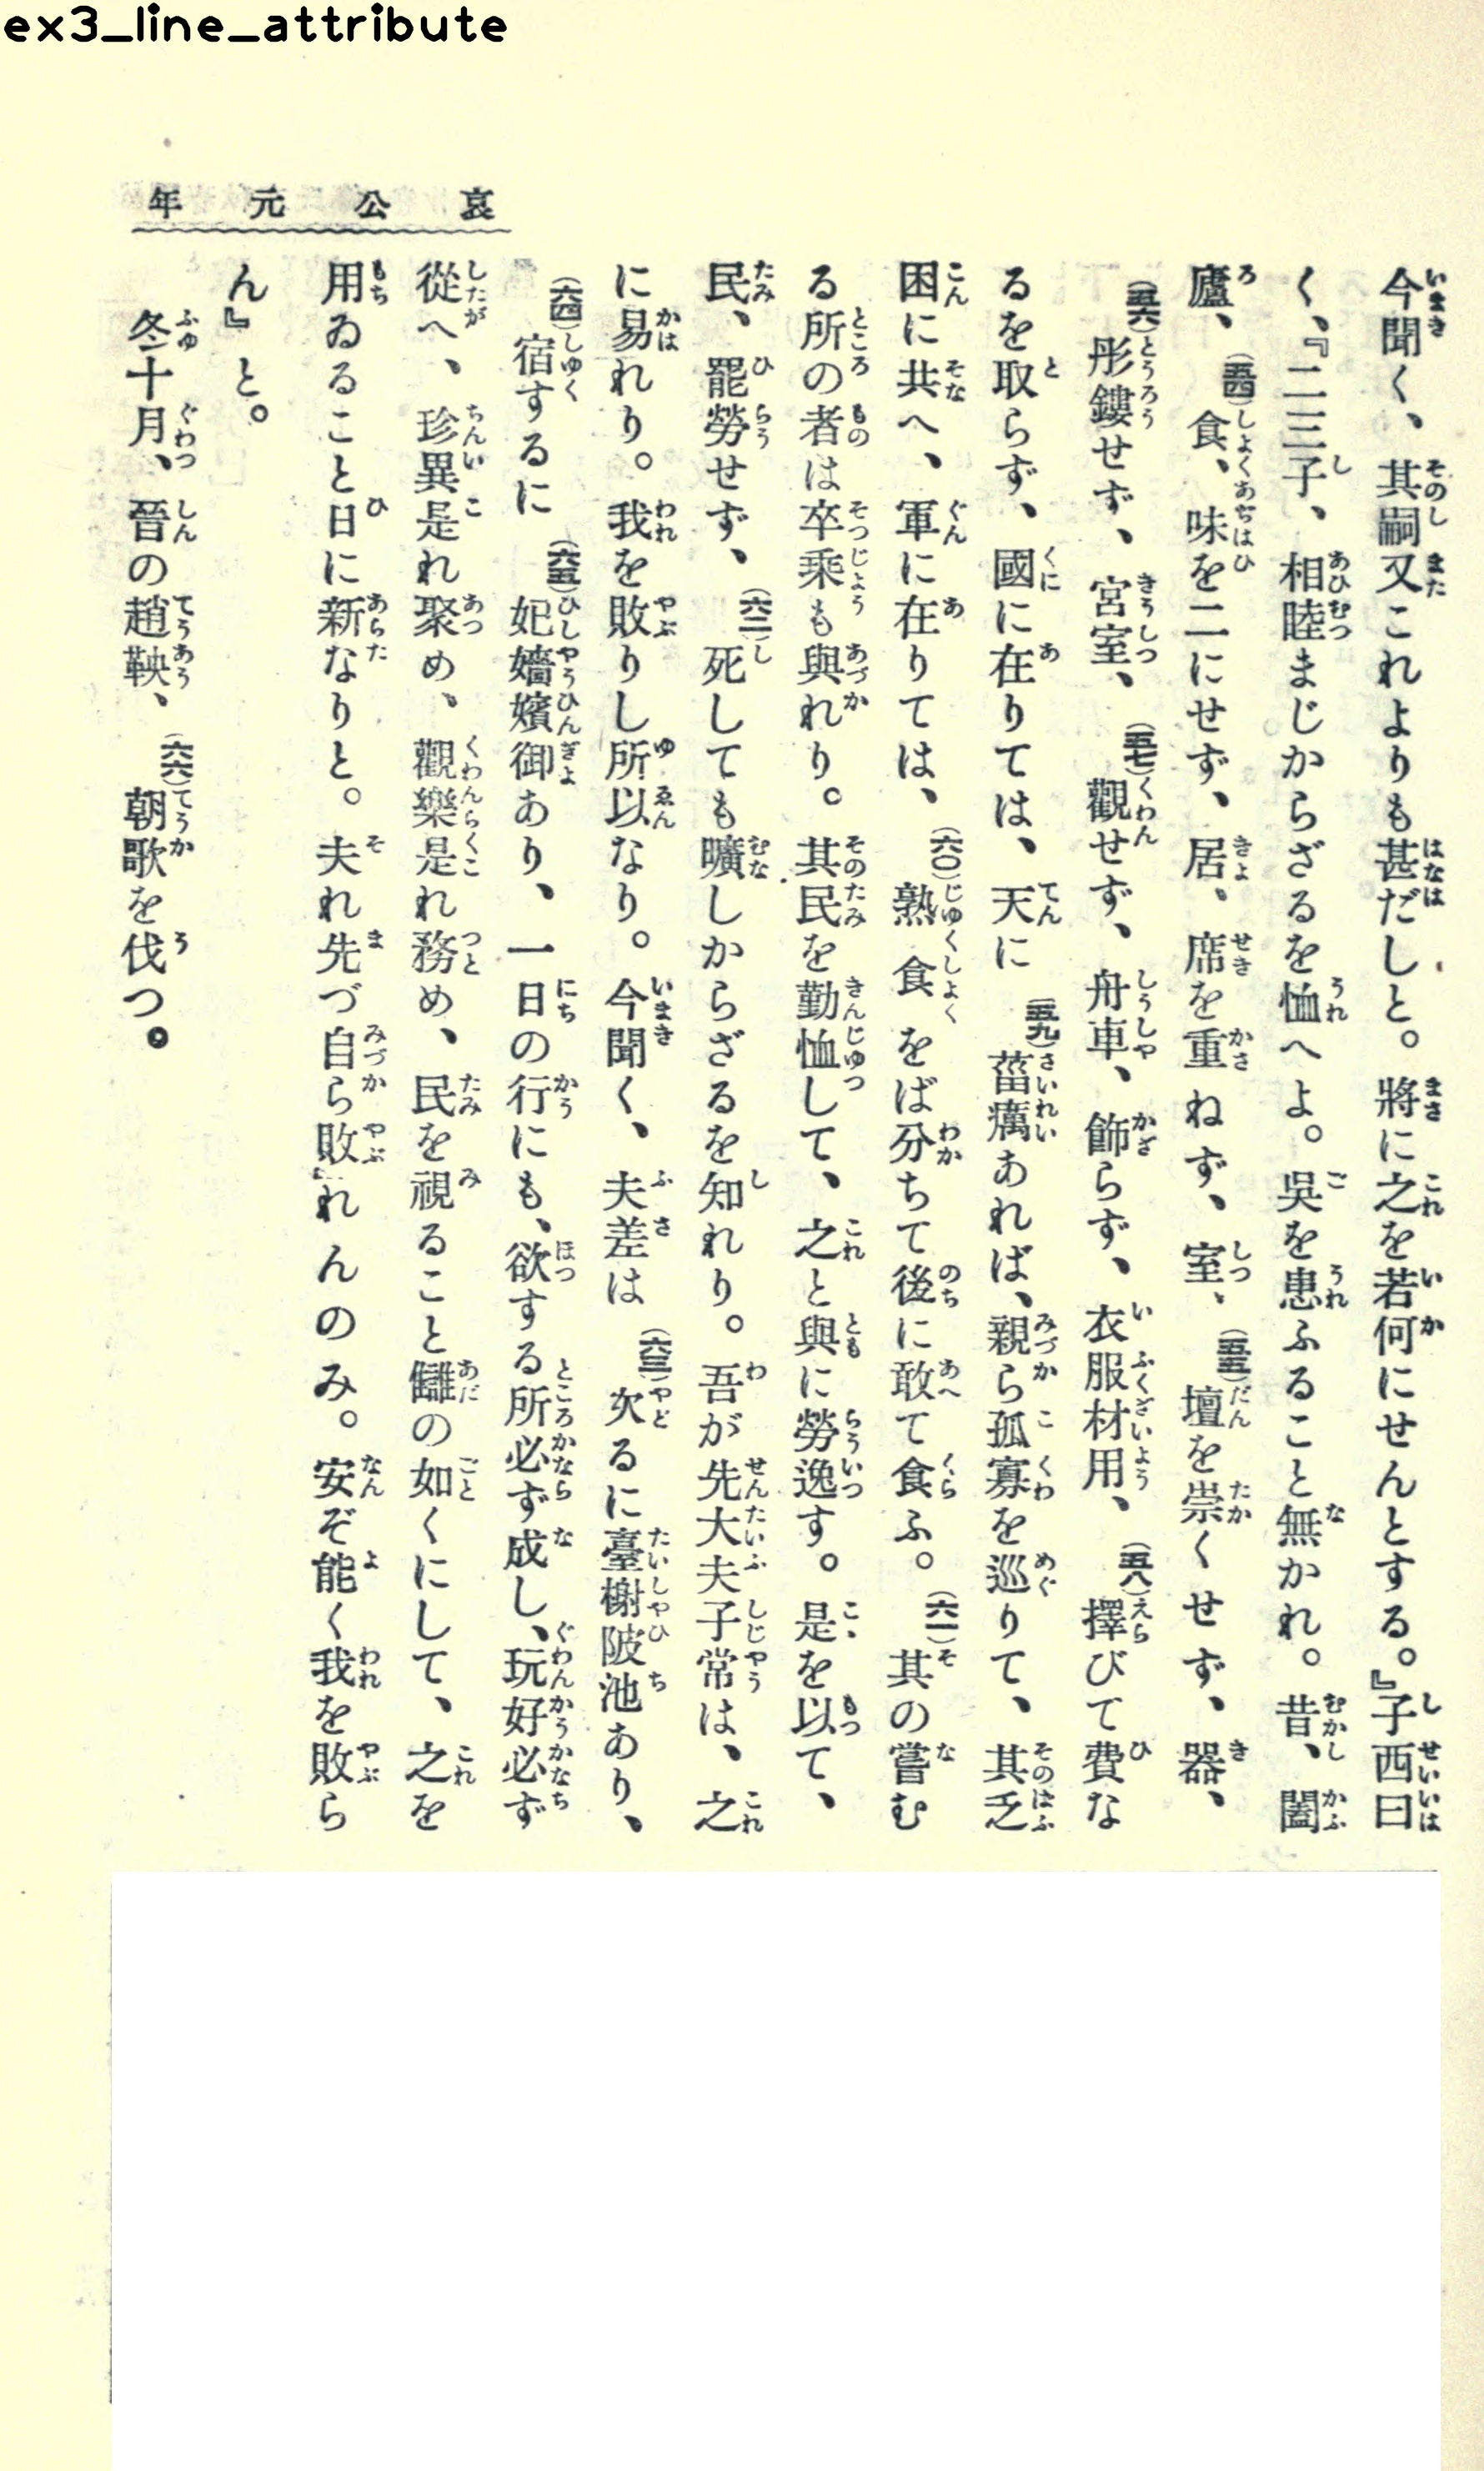 ex3_line_attribute
哀公元年
今聞く、其嗣又これよりも甚だしと。將に之を若何にせんとする。』子西曰
く、『二三子、相睦まじからざるを恤へよ。吳を患ふること無かれ。昔、闔
廬、(五四)食、味を二にせず、居、席を重ねず、室、(五五)壇を崇くせず、器、
(五六)彤鏤せず、宮室、(五七)觀せず、舟車、飾らず、衣服材用、(五八)擇びて費な
るを取らず、國に在りては、天に(五九)菑癘あれば、親ら孤寡を巡りて、其乏
困に共へ、軍に在りては、(六〇)熟食をば分ちて後に敢て食ふ。(六一)其の嘗む
る所の者は卒乘も與れり。其民を勤恤して、之と與に勞逸す。是を以て、
民、罷勞せず、(六二)死しても曠しからざるを知れり。吾が先大夫子常は、之
に易れり。我を敗りし所以なり。今聞く、夫差は(六三)次るに臺榭陂池あり、
(六四)宿するに(六五)妃嬙嬪御あり、一日の行にも、欲する所必ず成し、玩好必ず
從へ、珍異是れ聚め、觀樂是れ務め、民を視ること讎の如くにして、之を
用ゐること日に新なりと。夫れ先づ自ら敗れんのみ。安ぞ能く我を敗ら
ん』と。
冬十月、晉の趙鞅、(六六)朝歌を伐つ。